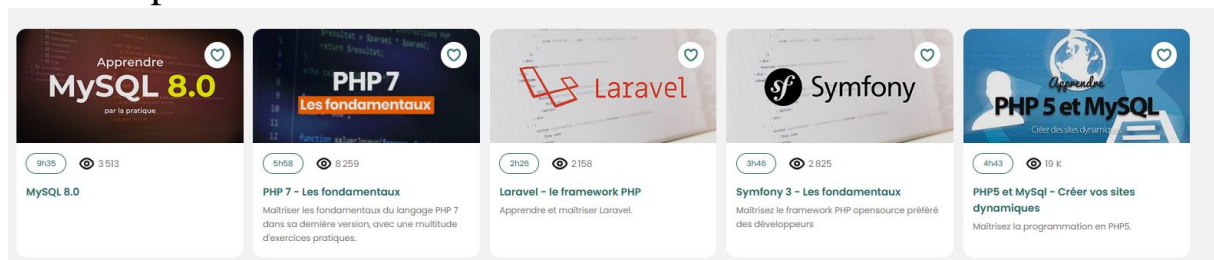 Apprendre
MySQL 8.0
par la pratique
9h35 3 513
MySQL 8.0
PHP 7
Les fondamentaux
5h58 8 259
PHP 7 - Les fondamentaux
Maîtriser les fondamentaux du langage PHP 7
dans sa dernière version, avec une multitude
d'exercices pratiques.
Laravel
2h26 2 158
Laravel - le framework PHP
Apprendre et maîtriser Laravel.
sf Symfony
3h46 2 825
Symfony 3 - Les fondamentaux
Maîtrisez le framework PHP opensource préféré
des développeurs
Apprendre
PHP 5 et MySQL
Créer des sites dynamiques
4h43 19 K
PHP5 et MySql - Créer vos sites
dynamiques
Maîtrisez la programmation en PHP5.